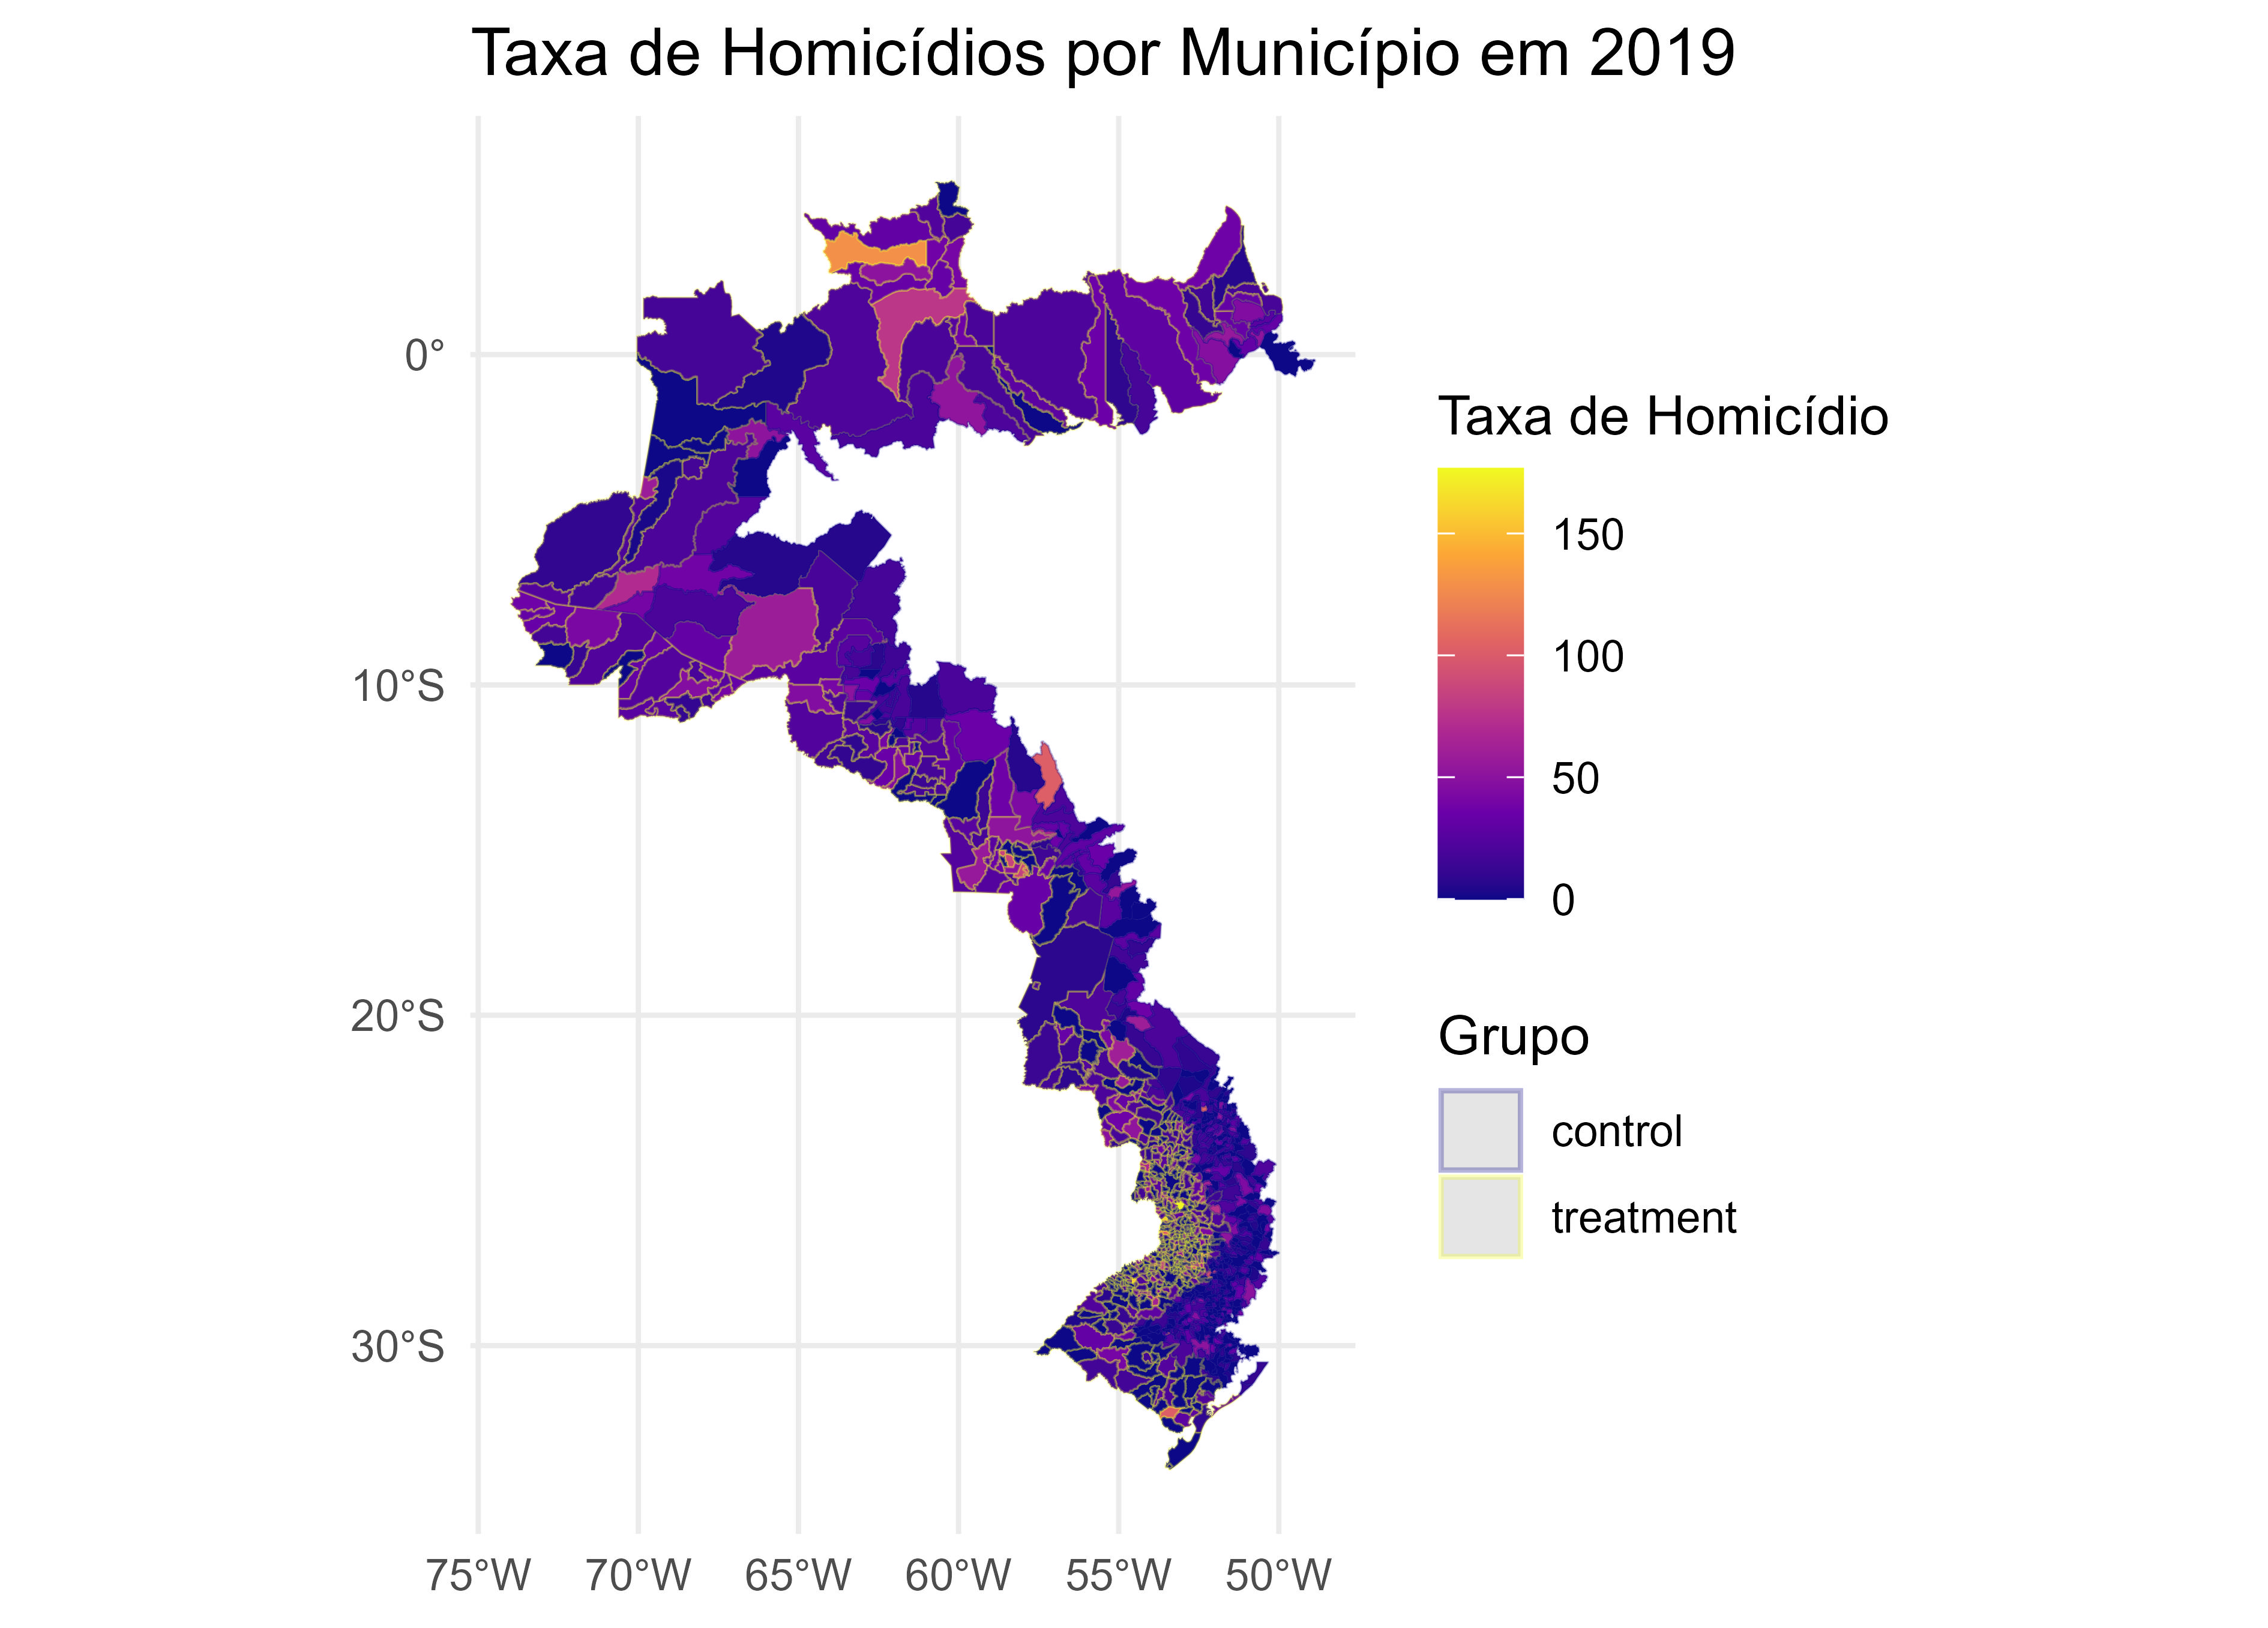 Taxa de Homicídios por Município em 2019
0°
10°S
20°S
30°S
75°W 70°W 65°W 60°W 55°W 50°W
Taxa de Homicídio
150
100
50
0
Grupo
control
treatment